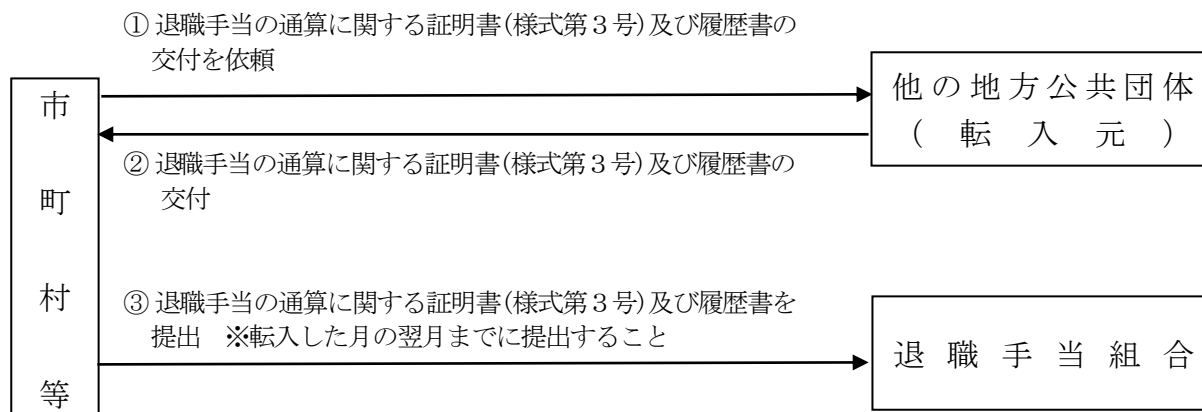 ① 退職手当の通算に関する証明書(様式第3号)及び履歴書の
交付を依頼
市町村等
他の地方公共団体
(転入元)
② 退職手当の通算に関する証明書(様式第3号)及び履歴書の
交付
③ 退職手当の通算に関する証明書(様式第3号)及び履歴書を
提出 ※転入した月の翌月までに提出すること
退職手当組合